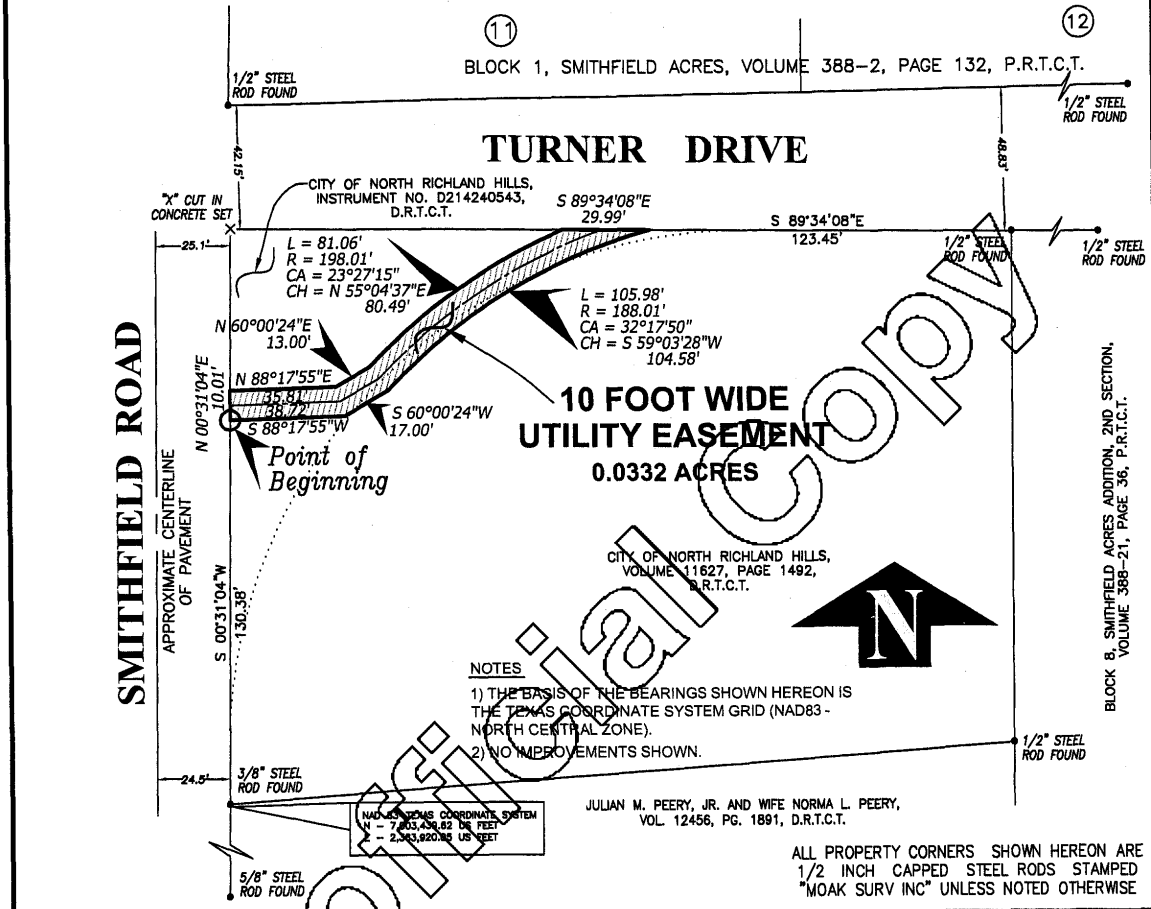 11
12
BLOCK 1, SMITHFIELD ACRES, VOLUME 388-2, PAGE 132, P.R.T.C.T.
1/2" STEEL
ROD FOUND
1/2" STEEL
ROD FOUND
TURNER DRIVE
42.15'
48.83'
CITY OF NORTH RICHLAND HILLS,
INSTRUMENT NO. D214240543,
D.R.T.C.T.
"X" CUT IN
CONCRETE SET
S 89°34'08"E
29.99'
S 89°34'08"E
123.45'
25.1'
1/2" STEEL
ROD FOUND
1/2" STEEL
ROD FOUND
L = 81.06'
R = 198.01'
CA = 23°27'15"
CH = N 55°04'37"E
80.49'
L = 105.98'
R = 188.01'
CA = 32°17'50"
CH = S 59°03'28"W
104.58'
N 60°00'24"E
13.00'
N 00°31'04"E
10.01'
N 88°17'55"E
35.81'
38.72'
S 88°17'55"W
S 60°00'24"W
17.00'
10 FOOT WIDE
UTILITY EASEMENT
0.0332 ACRES
Point of
Beginning
SMITHFIELD ROAD
APPROXIMATE CENTERLINE
OF PAVEMENT
S 00°31'04"W
130.38'
CITY OF NORTH RICHLAND HILLS,
VOLUME 11627, PAGE 1492,
D.R.T.C.T.
N
BLOCK 8, SMITHFIELD ACRES ADDITION, 2ND SECTION,
VOLUME 388-21, PAGE 36, P.R.T.C.T.
NOTES
1) THE BASIS OF THE BEARINGS SHOWN HEREON IS
THE TEXAS COORDINATE SYSTEM GRID (NAD83 -
NORTH CENTRAL ZONE).
2) NO IMPROVEMENTS SHOWN.
1/2" STEEL
ROD FOUND
24.5'
3/8" STEEL
ROD FOUND
NAD 83 TEXAS COORDINATE SYSTEM
N - US FEET
E - US FEET
JULIAN M. PEERY, JR. AND WIFE NORMA L. PEERY,
VOL. 12456, PG. 1891, D.R.T.C.T.
5/8" STEEL
ROD FOUND
ALL PROPERTY CORNERS SHOWN HEREON ARE
1/2 INCH CAPPED STEEL RODS STAMPED
"MOAK SURV INC" UNLESS NOTED OTHERWISE
official Copy